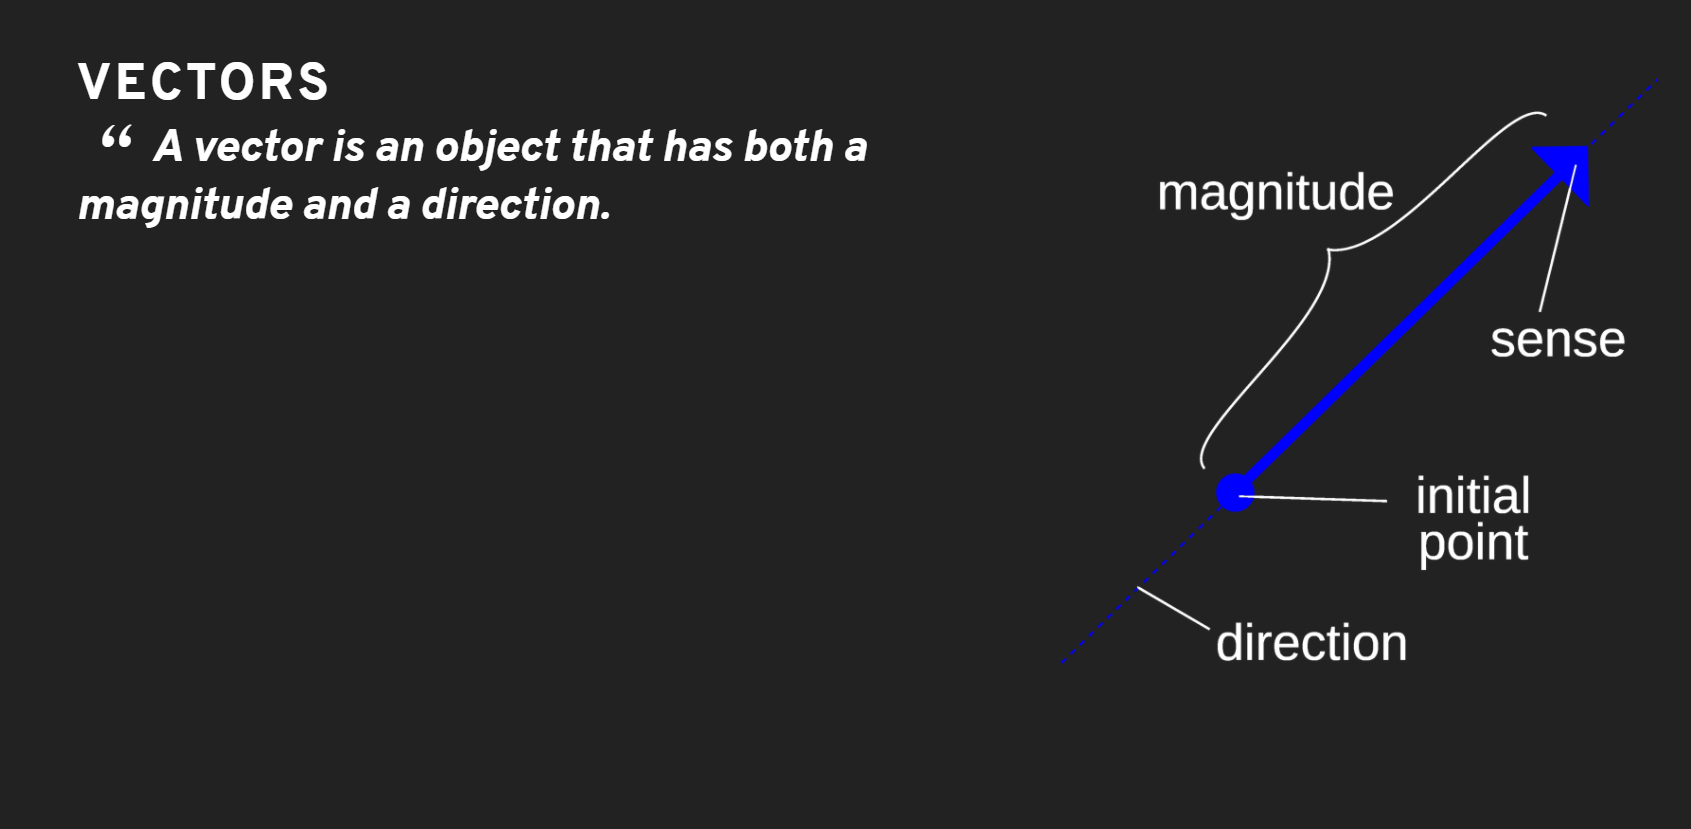 VECTORS
“ A vector is an object that has both a
magnitude and a direction.
magnitude
sense
initial
point
direction